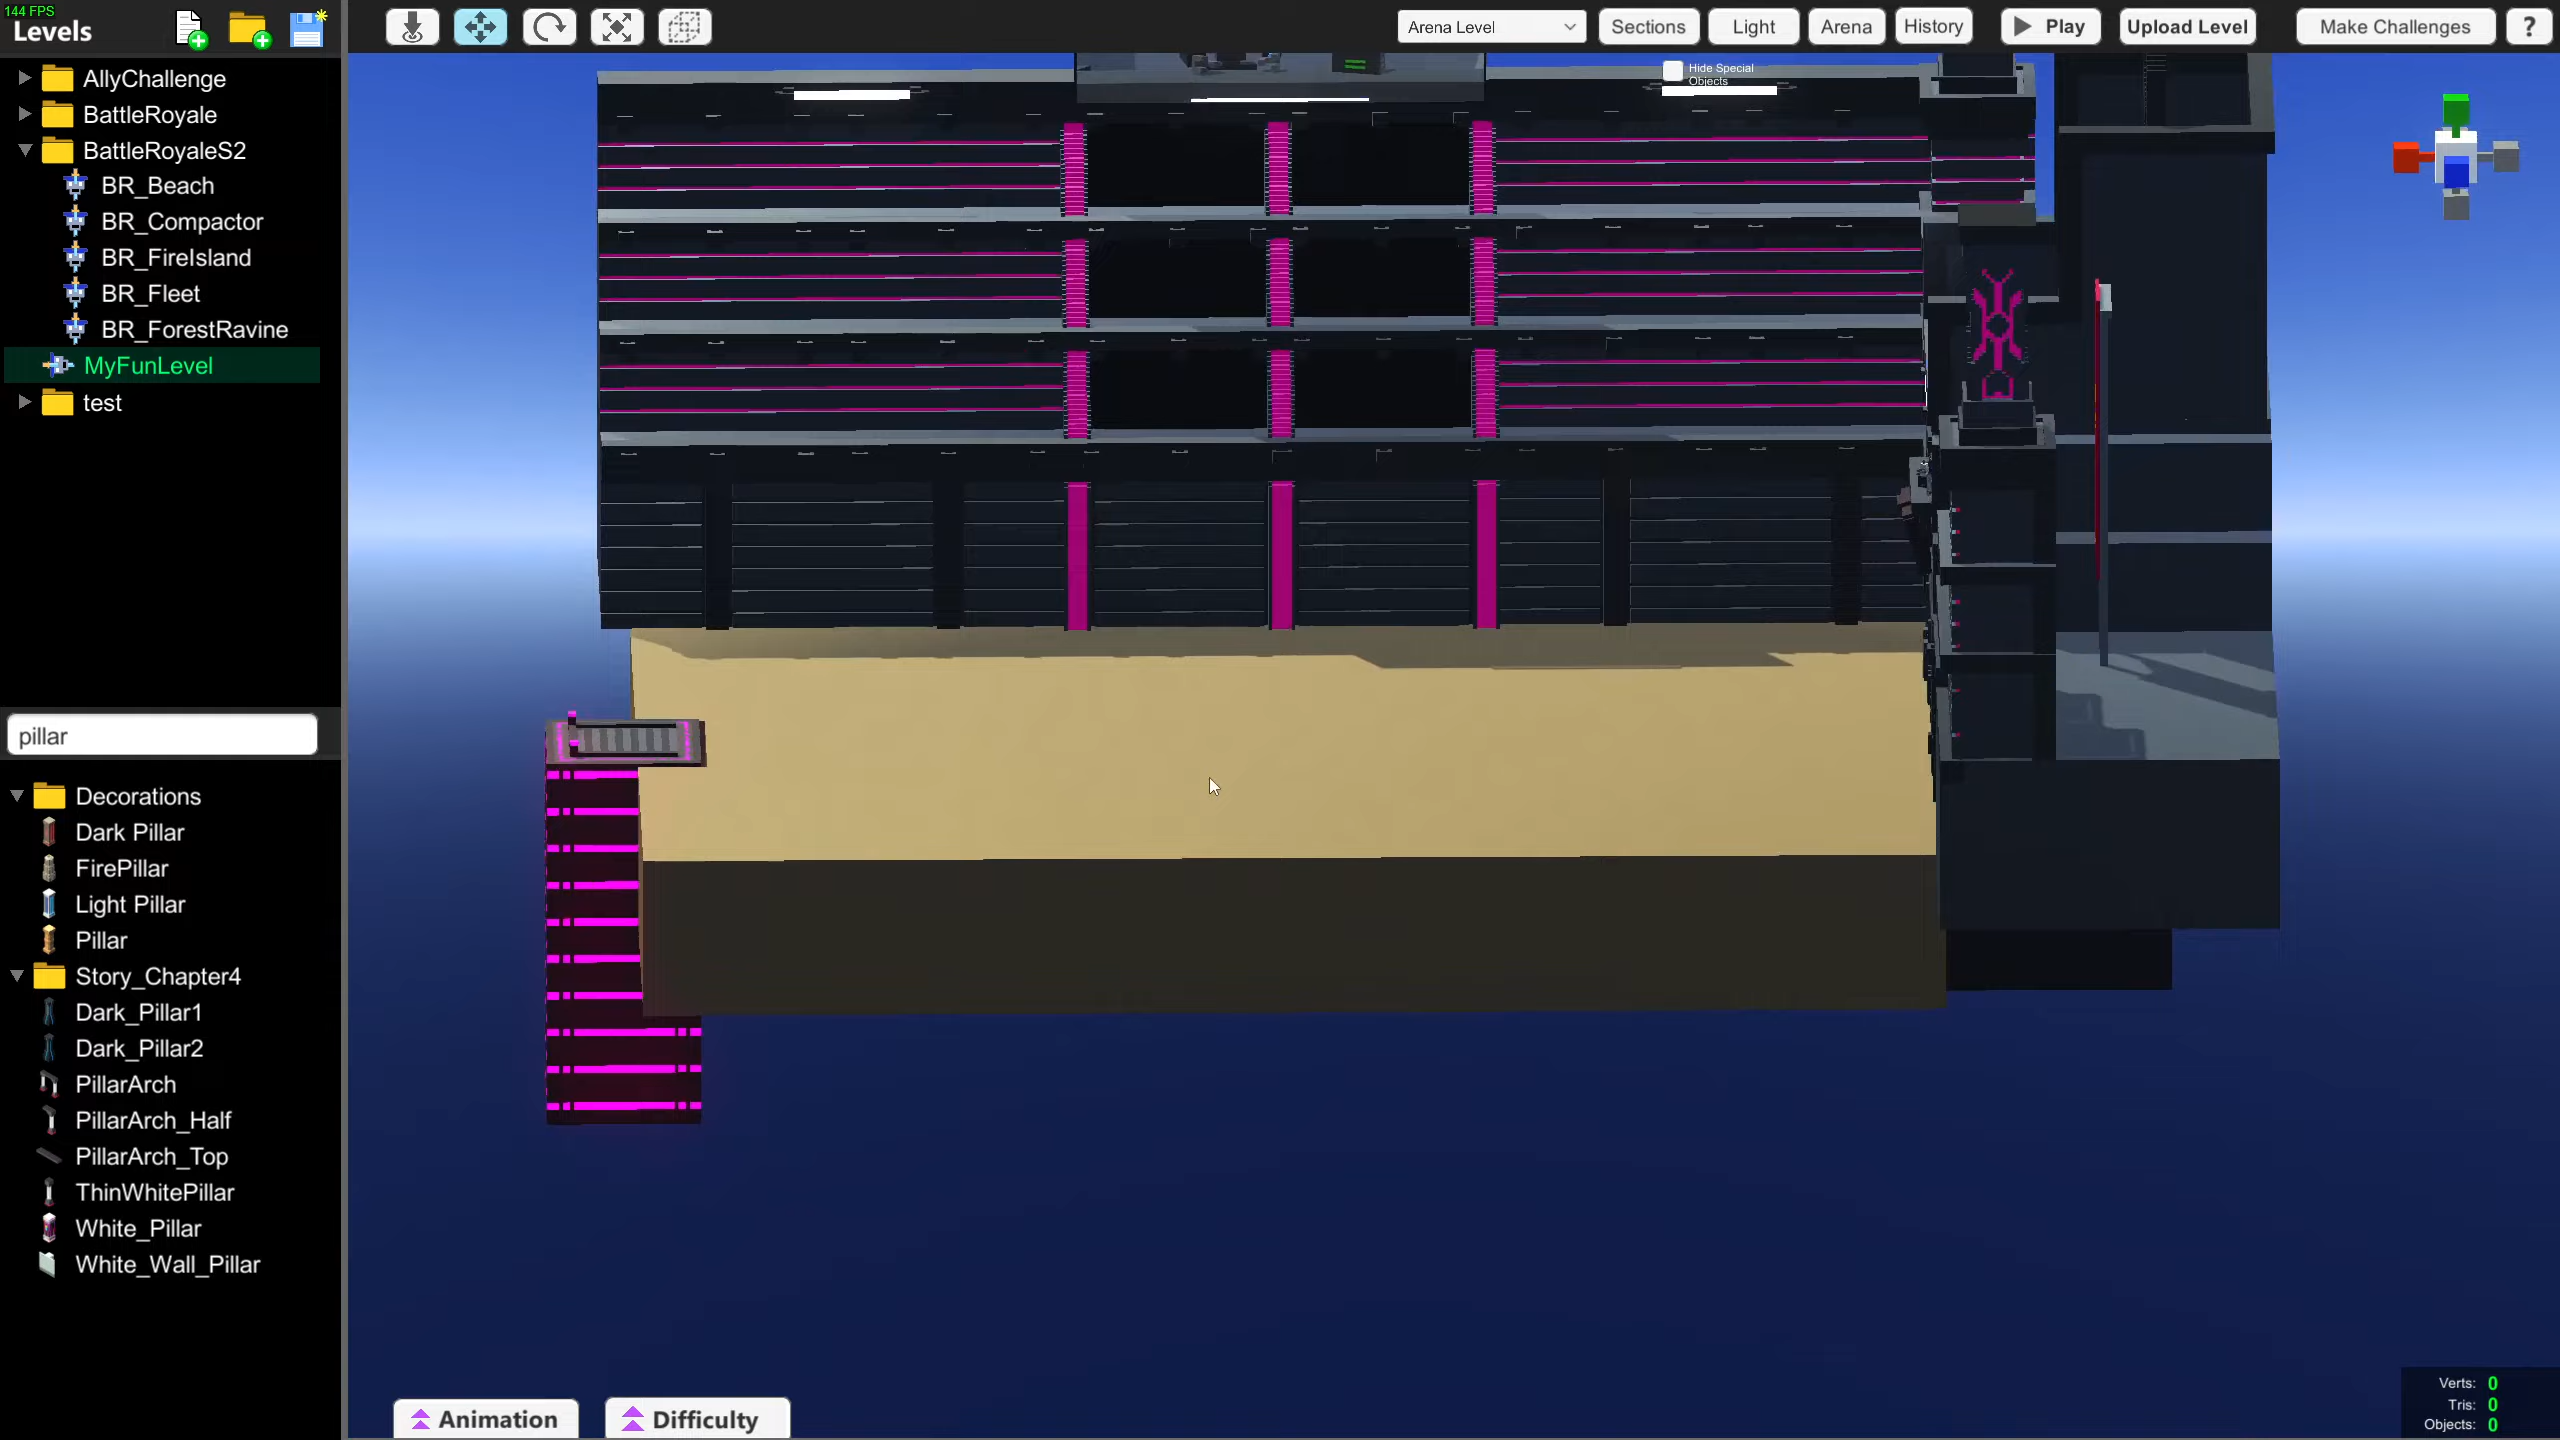 144 FPS
Levels
Arena Level
Sections
Light
Arena
History
Play
Upload Level
Make Challenges
?
Hide Special
Objects
AllyChallenge
BattleRoyale
BattleRoyaleS2
BR_Beach
BR_Compactor
BR_FireIsland
BR_Fleet
BR_ForestRavine
MyFunLevel
test
pillar
Decorations
Dark Pillar
FirePillar
Light Pillar
Pillar
Story_Chapter4
Dark_Pillar1
Dark_Pillar2
PillarArch
PillarArch_Half
PillarArch_Top
ThinWhitePillar
White_Pillar
White_Wall_Pillar
Animation
Difficulty
Verts: 0
Tris: 0
Objects: 0